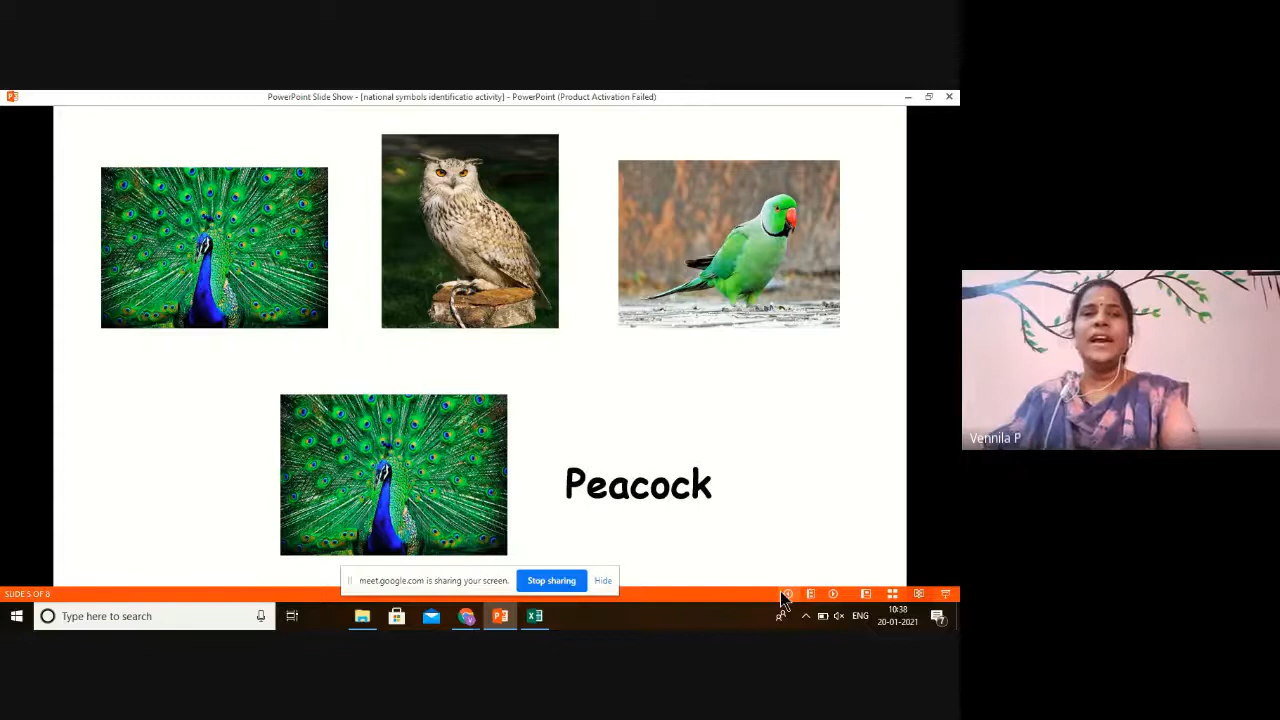 PowerPoint Slide Show - [national symbols identificatio activity] - PowerPoint (Product Activation Failed)
Peacock
Vennila P
meet.google.com is sharing your screen.
Stop sharing
Hide
SLIDE 5 OF 8
Type here to search
ENG
10:38
20-01-2021
7